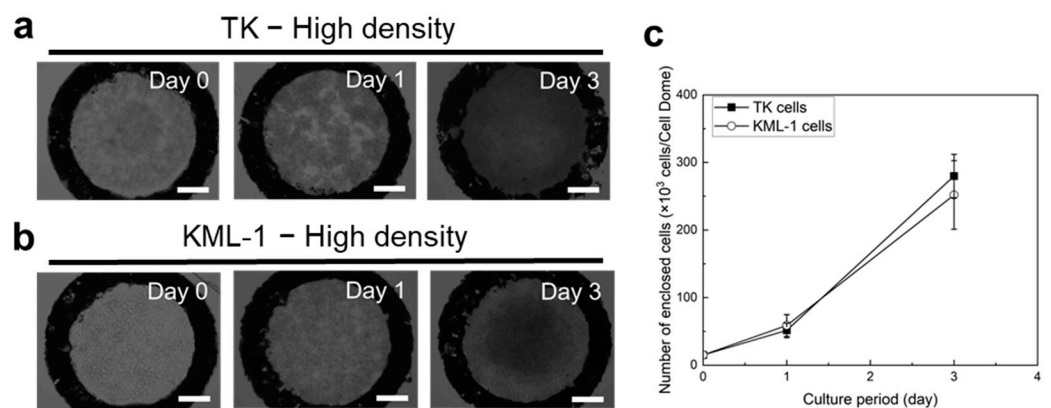 a
TK − High density
Day 0
Day 1
Day 3
b
KML-1 − High density
Day 0
Day 1
Day 3
c
TK cells
KML-1 cells
Number of enclosed cells (×10³ cells/Cell Dome)
400
300
200
100
0
0
1
2
3
4
Culture period (day)